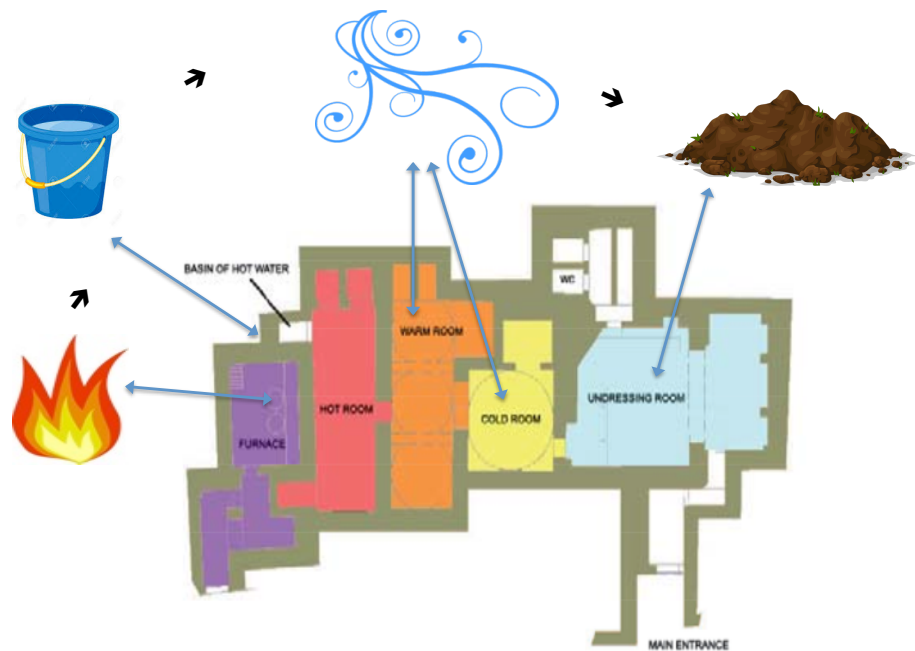 BASIN OF HOT WATER
WC
WARM ROOM
HOT ROOM
COLD ROOM
UNDRESSING ROOM
FURNACE
MAIN ENTRANCE